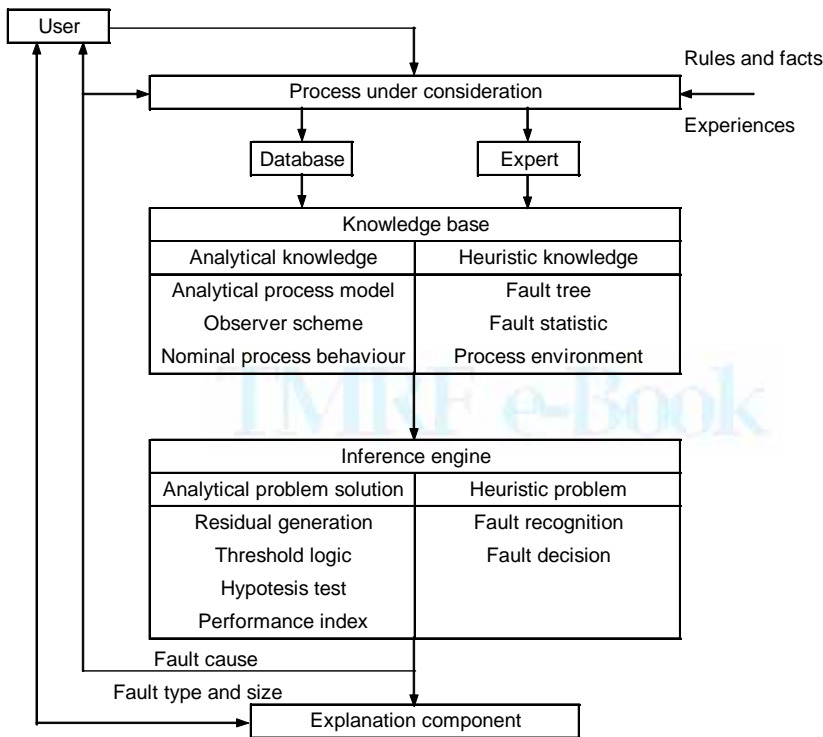 User
Rules and facts
Process under consideration
Experiences
Database
Expert
Knowledge base
Analytical knowledge
Heuristic knowledge
Analytical process model
Fault tree
Observer scheme
Fault statistic
Nominal process behaviour
Process environment
TMRF e-Book
Inference engine
Analytical problem solution
Heuristic problem
Residual generation
Fault recognition
Threshold logic
Fault decision
Hypotesis test
Performance index
Fault cause
Fault type and size
Explanation component